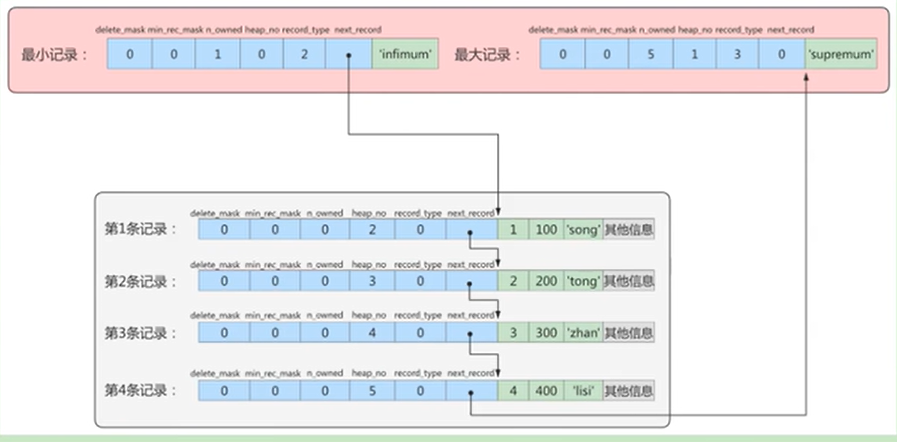 delete_mask min_rec_mask n_owned heap_no record_type next_record
最小记录： 0 0 1 0 2 'infimum'
delete_mask min_rec_mask n_owned heap_no record_type next_record
最大记录： 0 0 5 1 3 0 'supremum'
delete_mask min_rec_mask n_owned heap_no record_type next_record
第1条记录： 0 0 0 2 0 1 100 'song' 其他信息
delete_mask min_rec_mask n_owned heap_no record_type next_record
第2条记录： 0 0 0 3 0 2 200 'tong' 其他信息
delete_mask min_rec_mask n_owned heap_no record_type next_record
第3条记录： 0 0 0 4 0 3 300 'zhan' 其他信息
delete_mask min_rec_mask n_owned heap_no record_type next_record
第4条记录： 0 0 0 5 0 4 400 'lisi' 其他信息